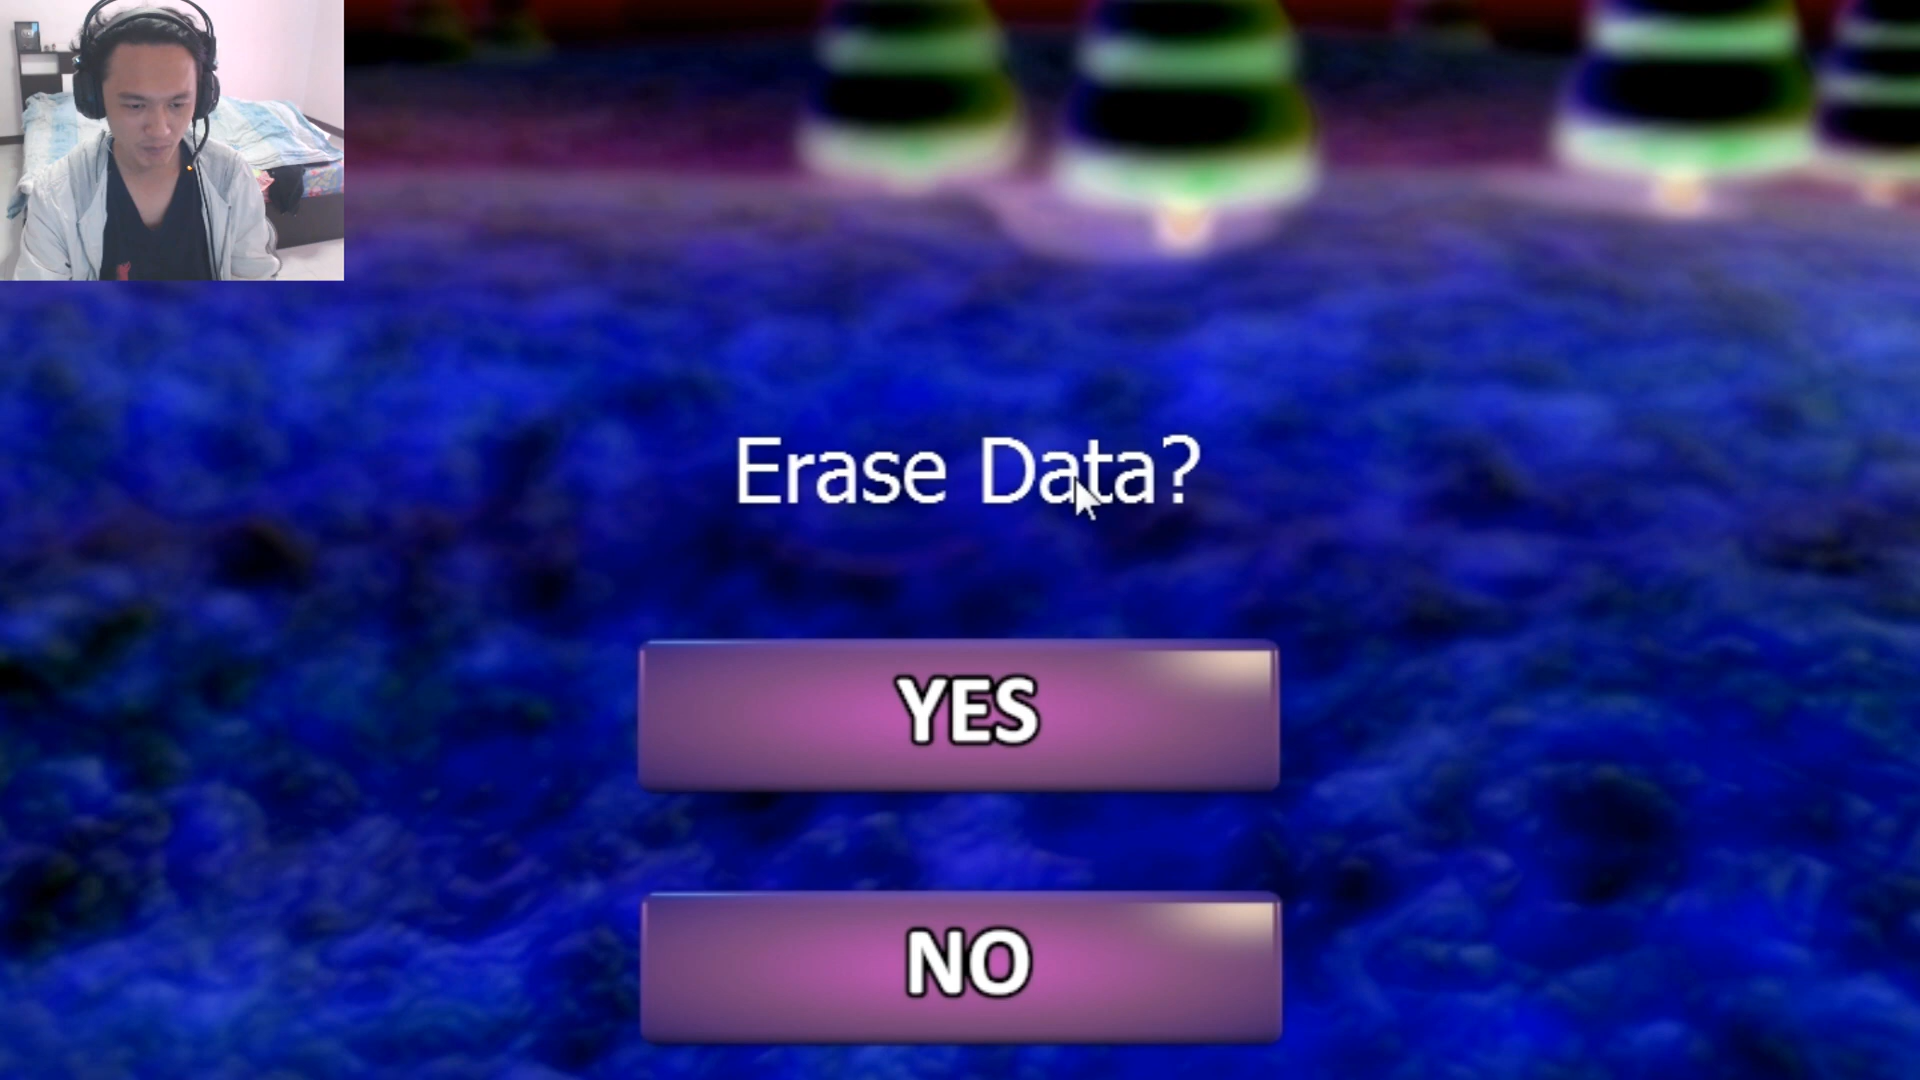 Erase Data?
YES
NO